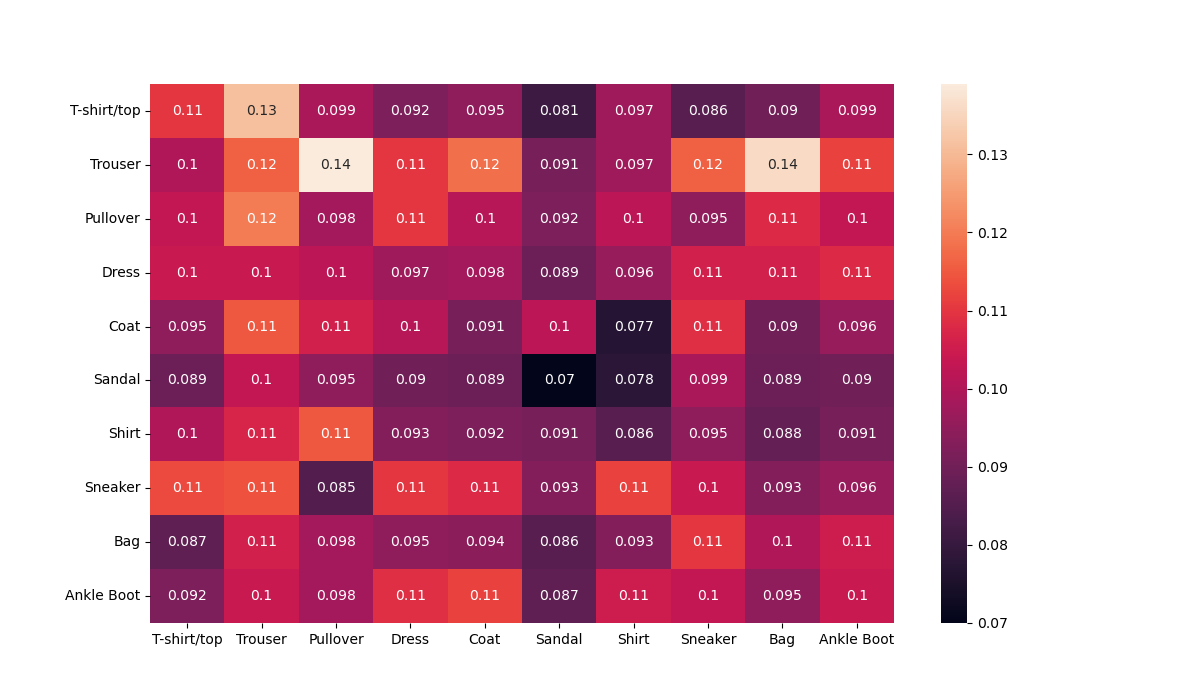 T-shirt/top 0.11 0.13 0.099 0.092 0.095 0.081 0.097 0.086 0.09 0.099
Trouser 0.1 0.12 0.14 0.11 0.12 0.091 0.097 0.12 0.14 0.11
Pullover 0.1 0.12 0.098 0.11 0.1 0.092 0.1 0.095 0.11 0.1
Dress 0.1 0.1 0.1 0.097 0.098 0.089 0.096 0.11 0.11 0.11
Coat 0.095 0.11 0.11 0.1 0.091 0.1 0.077 0.11 0.09 0.096
Sandal 0.089 0.1 0.095 0.09 0.089 0.07 0.078 0.099 0.089 0.09
Shirt 0.1 0.11 0.11 0.093 0.092 0.091 0.086 0.095 0.088 0.091
Sneaker 0.11 0.11 0.085 0.11 0.11 0.093 0.11 0.1 0.093 0.096
Bag 0.087 0.11 0.098 0.095 0.094 0.086 0.093 0.11 0.1 0.11
Ankle Boot 0.092 0.1 0.098 0.11 0.11 0.087 0.11 0.1 0.095 0.1
T-shirt/top Trouser Pullover Dress Coat Sandal Shirt Sneaker Bag Ankle Boot
0.13
0.12
0.11
0.10
0.09
0.08
0.07